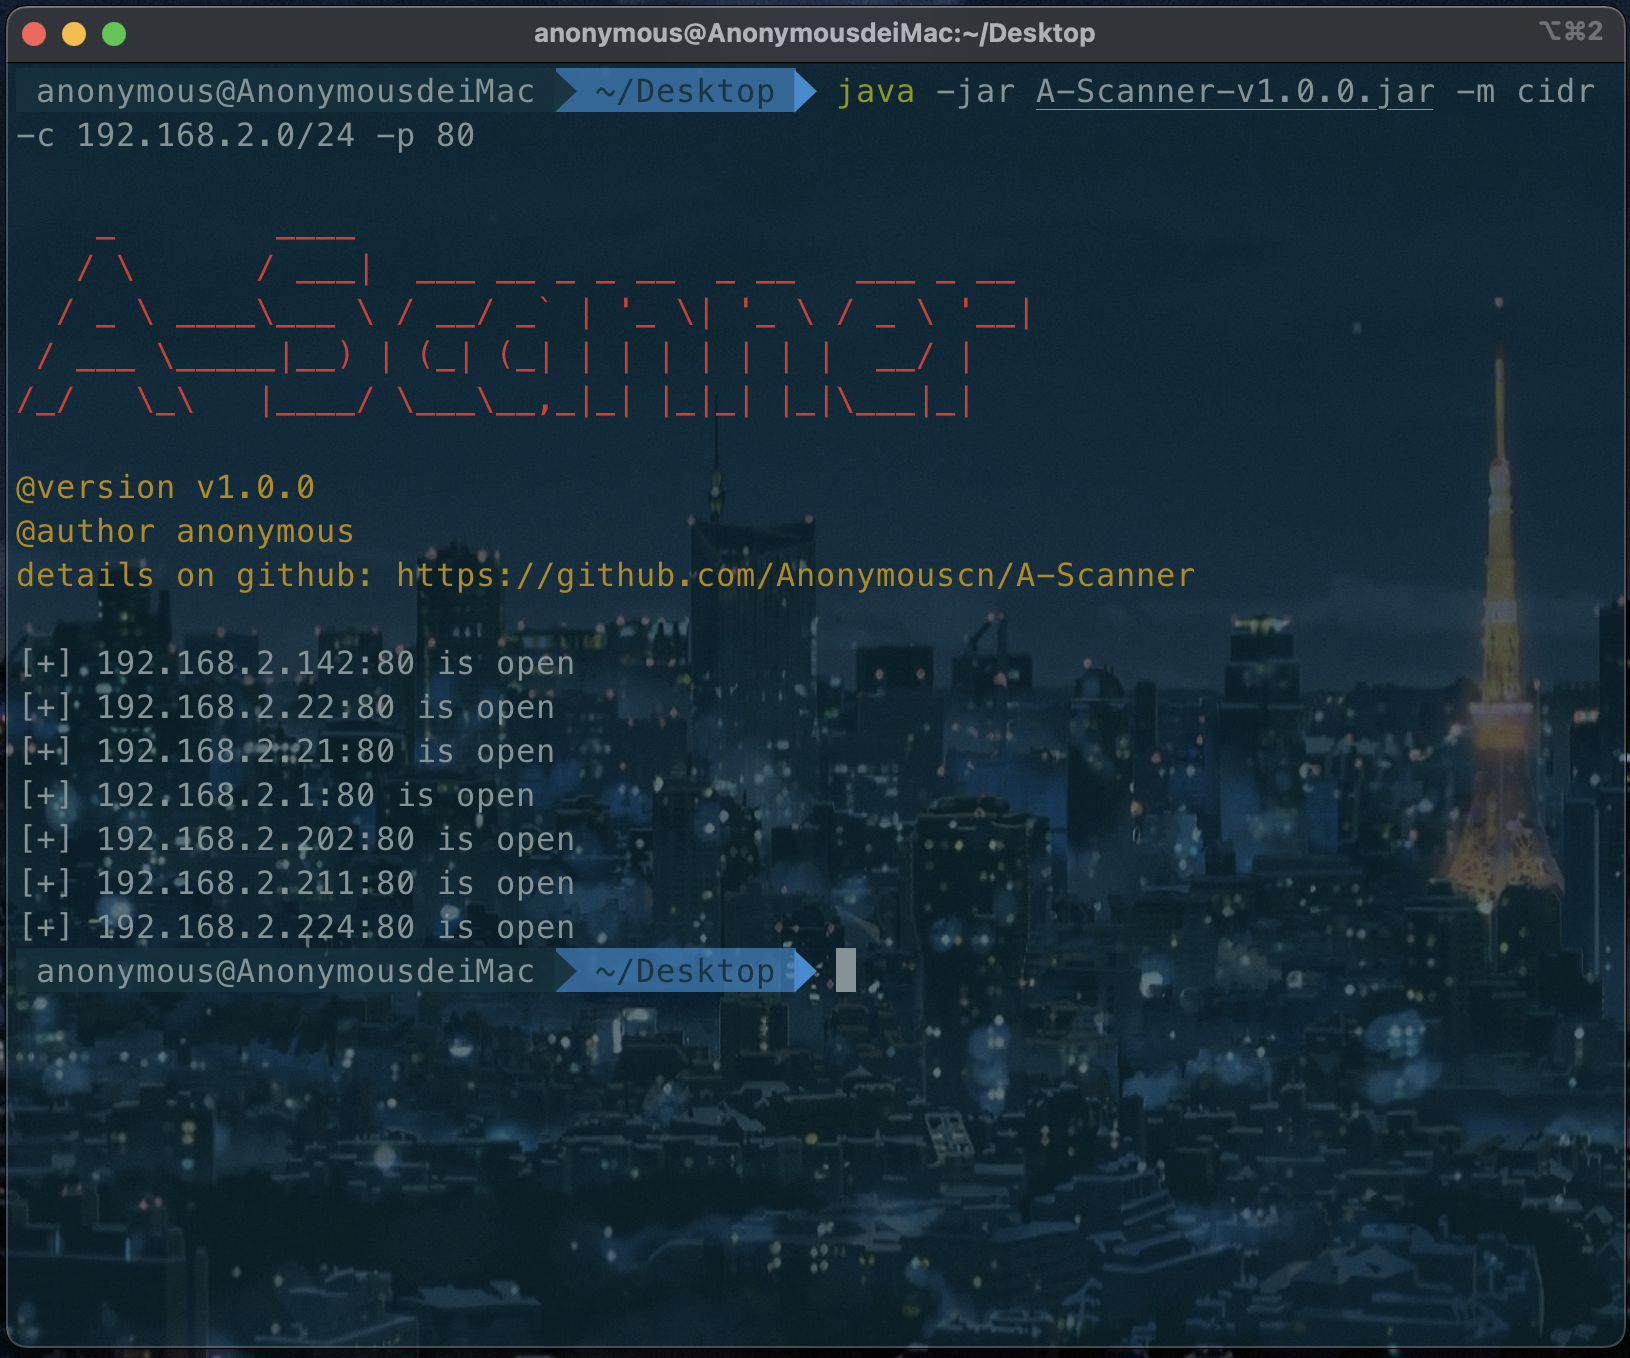 anonymous@AnonymousdeiMac:~/Desktop
⌥⌘2
anonymous@AnonymousdeiMac ~/Desktop java -jar A-Scanner-v1.0.0.jar -m cidr
-c 192.168.2.0/24 -p 80
A-Scanner
@version v1.0.0
@author anonymous
details on github: https://github.com/Anonymouscn/A-Scanner
[+] 192.168.2.142:80 is open
[+] 192.168.2.22:80 is open
[+] 192.168.2.21:80 is open
[+] 192.168.2.1:80 is open
[+] 192.168.2.202:80 is open
[+] 192.168.2.211:80 is open
[+] 192.168.2.224:80 is open
anonymous@AnonymousdeiMac ~/Desktop